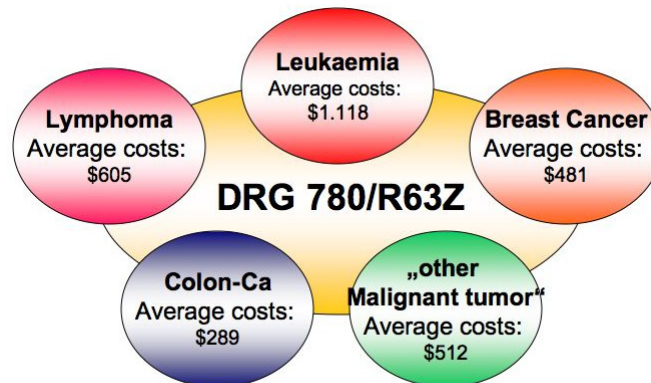 Leukaemia
Average costs:
$1.118
Lymphoma
Average costs:
$605
Breast Cancer
Average costs:
$481
DRG 780/R63Z
Colon-Ca
Average costs:
$289
„other
Malignant tumor“
Average costs:
$512